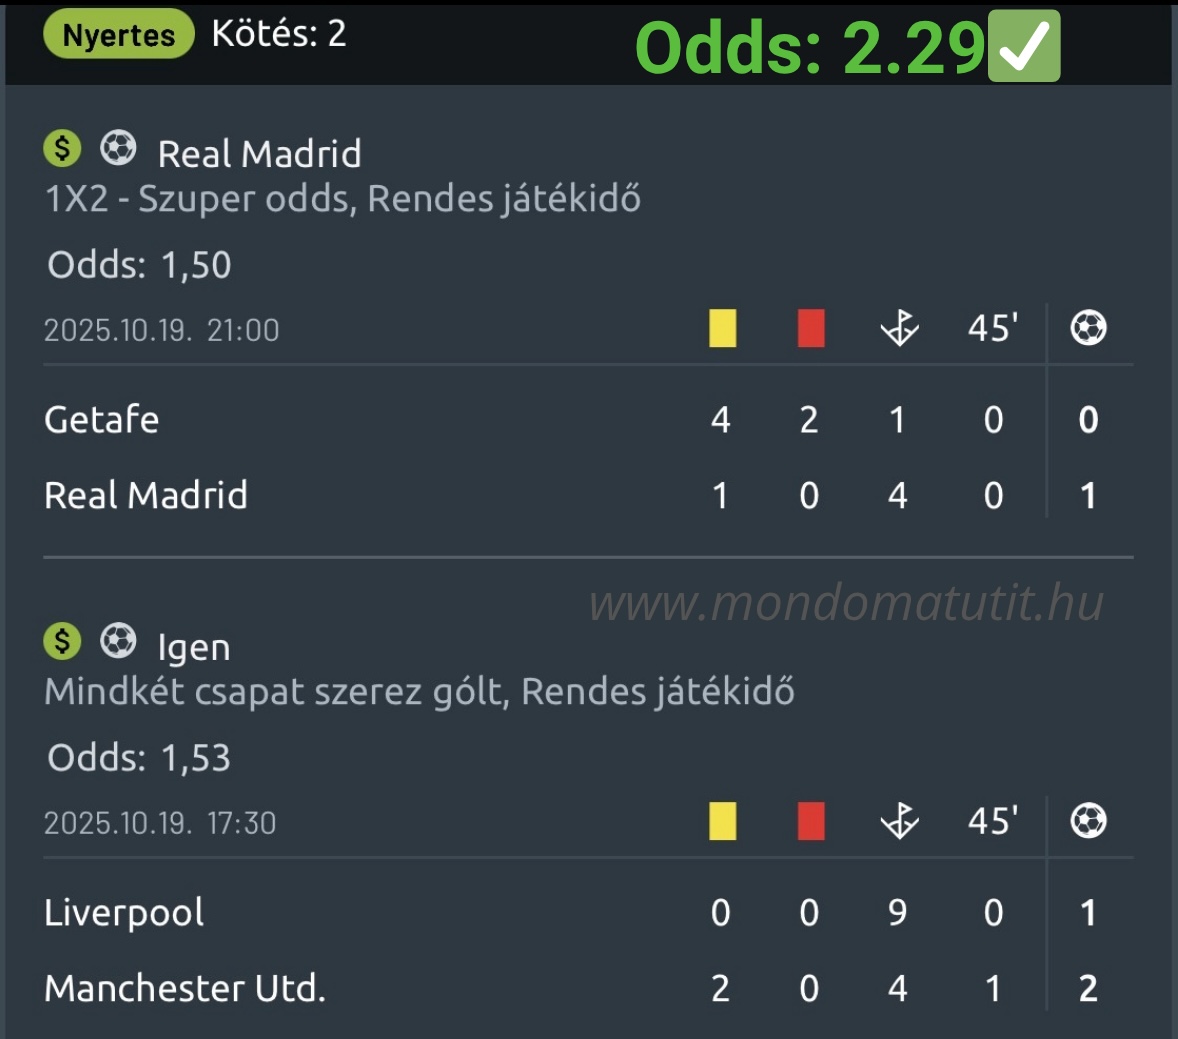 Nyertes Kötés: 2 Odds: 2.29
$ Real Madrid
1X2 - Szuper odds, Rendes játékidő
Odds: 1,50
2025.10.19. 21:00 45'
Getafe 4 2 1 0 0
Real Madrid 1 0 4 0 1
www.mondomatutit.hu
$ Igen
Mindkét csapat szerez gólt, Rendes játékidő
Odds: 1,53
2025.10.19. 17:30 45'
Liverpool 0 0 9 0 1
Manchester Utd. 2 0 4 1 2